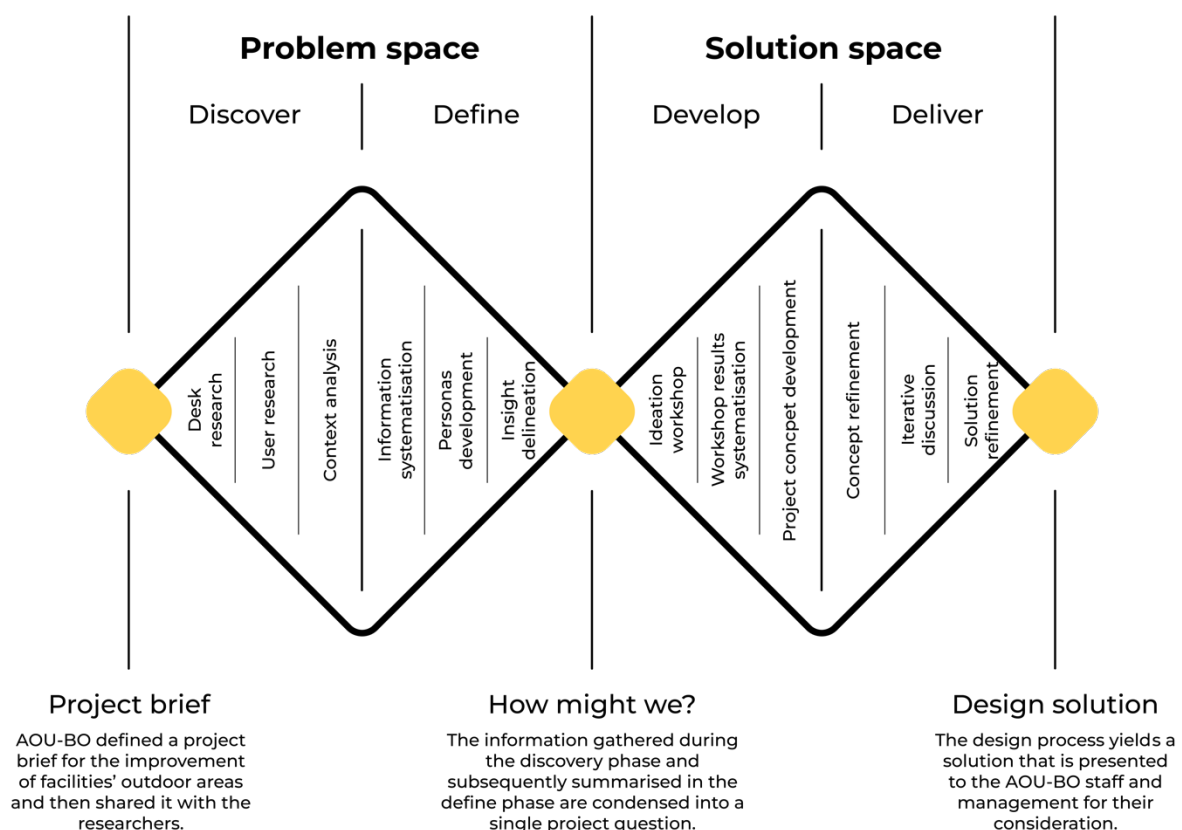 Problem space
Solution space
Discover
Define
Develop
Deliver
Desk
research
User research
Context analysis
Information
systematisation
Personas
development
Insight
delineation
Ideation
workshop
Workshop results
systematisation
Project concpet development
Concept refinement
Iterative
discussion
Solution
refinement
Project brief
AOU-BO defined a project
brief for the improvement
of facilities’ outdoor areas
and then shared it with the
researchers.
How might we?
The information gathered during
the discovery phase and
subsequently summarised in the
define phase are condensed into a
single project question.
Design solution
The design process yields a
solution that is presented
to the AOU-BO staff and
management for their
consideration.